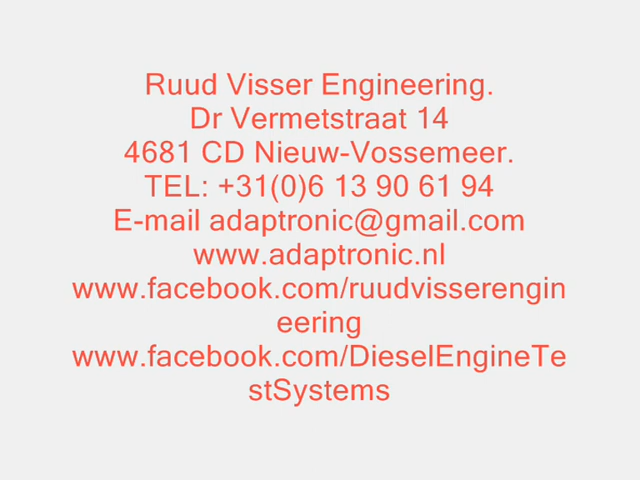 Ruud Visser Engineering.
Dr Vermetstraat 14
4681 CD Nieuw-Vossemeer.
TEL: +31(0)6 13 90 61 94
E-mail adaptronic@gmail.com
www.adaptronic.nl
www.facebook.com/ruudvisserengin
eering
www.facebook.com/DieselEngineTe
stSystems